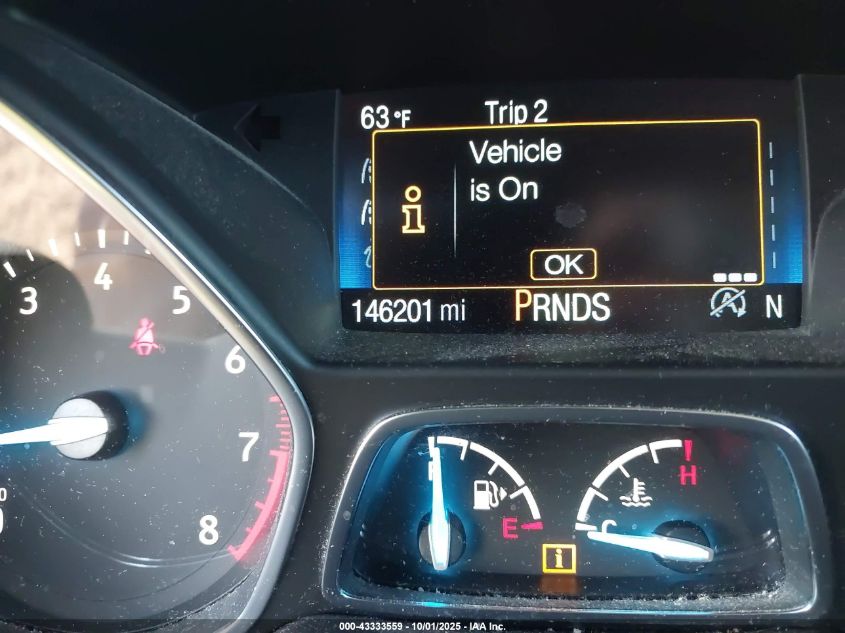 63 °F Trip 2
Vehicle
is On
OK
146201 mi PRNDS A N
3
4
5
6
7
8
E
C
H
000-43333559 - 10/01/2025 - IAA Inc.